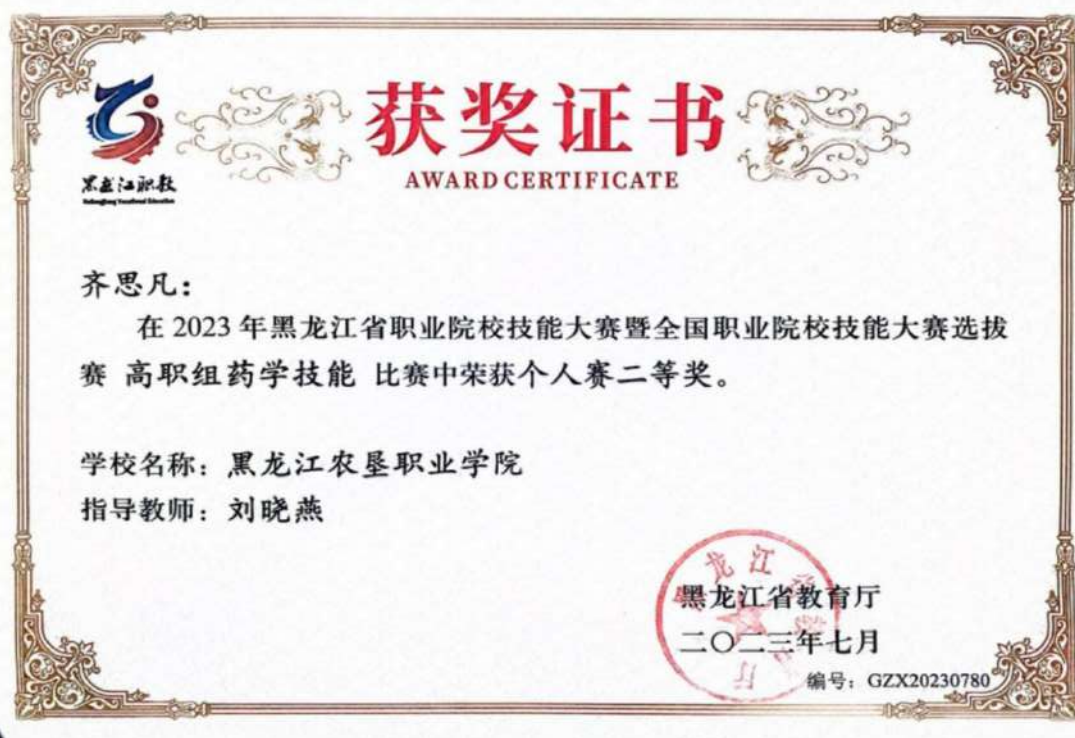 获奖证书
AWARD CERTIFICATE
黑龙江职教
Heilongjiang Vocational Education
齐思凡：
在 2023 年黑龙江省职业院校技能大赛暨全国职业院校技能大赛选拔
赛 高职组药学技能 比赛中荣获个人赛二等奖。
学校名称：黑龙江农垦职业学院
指导教师：刘晓燕
黑龙江省教育厅
二〇二三年七月
编号：GZX20230780